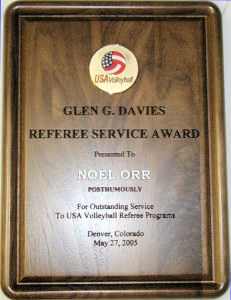 USA Volleyball
GLEN G. DAVIES
REFEREE SERVICE AWARD
Presented To
NOEL ORR
POSTHUMOUSLY
For Outstanding Service
To USA Volleyball Referee Programs
Denver, Colorado
May 27, 2005